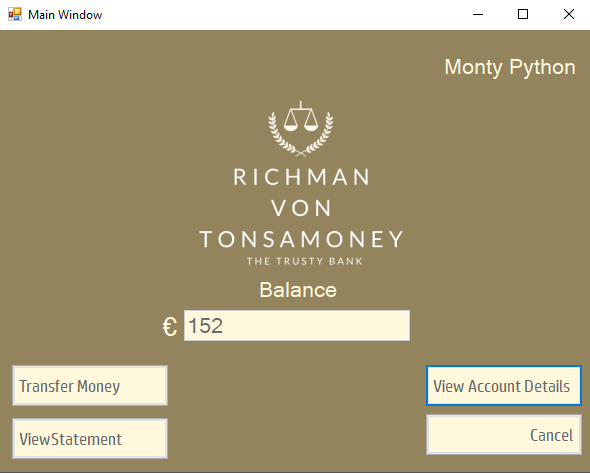 Main Window
Monty Python
RICHMAN
VON
TONSAMONEY
THE TRUSTY BANK
Balance
€ 152
Transfer Money
View Account Details
ViewStatement
Cancel